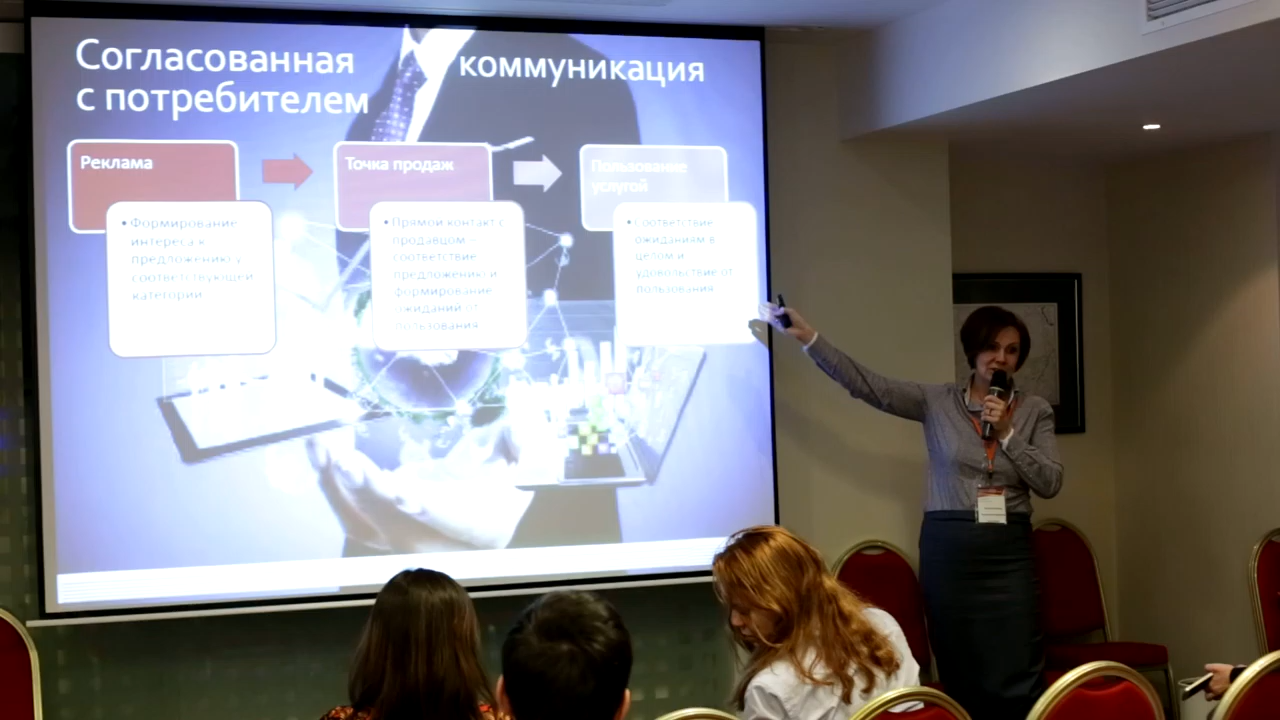 Согласованная коммуникация
с потребителем
Реклама
Точка продаж
Пользование
услугой
• Формирование
интереса к
предложению у
соответствующей
категории
• Прямой контакт с
продавцом –
соответствие
предложению и
формирование
ожиданий от
пользования
• Соответствие
ожиданиям в
целом и
удовольствие от
пользования